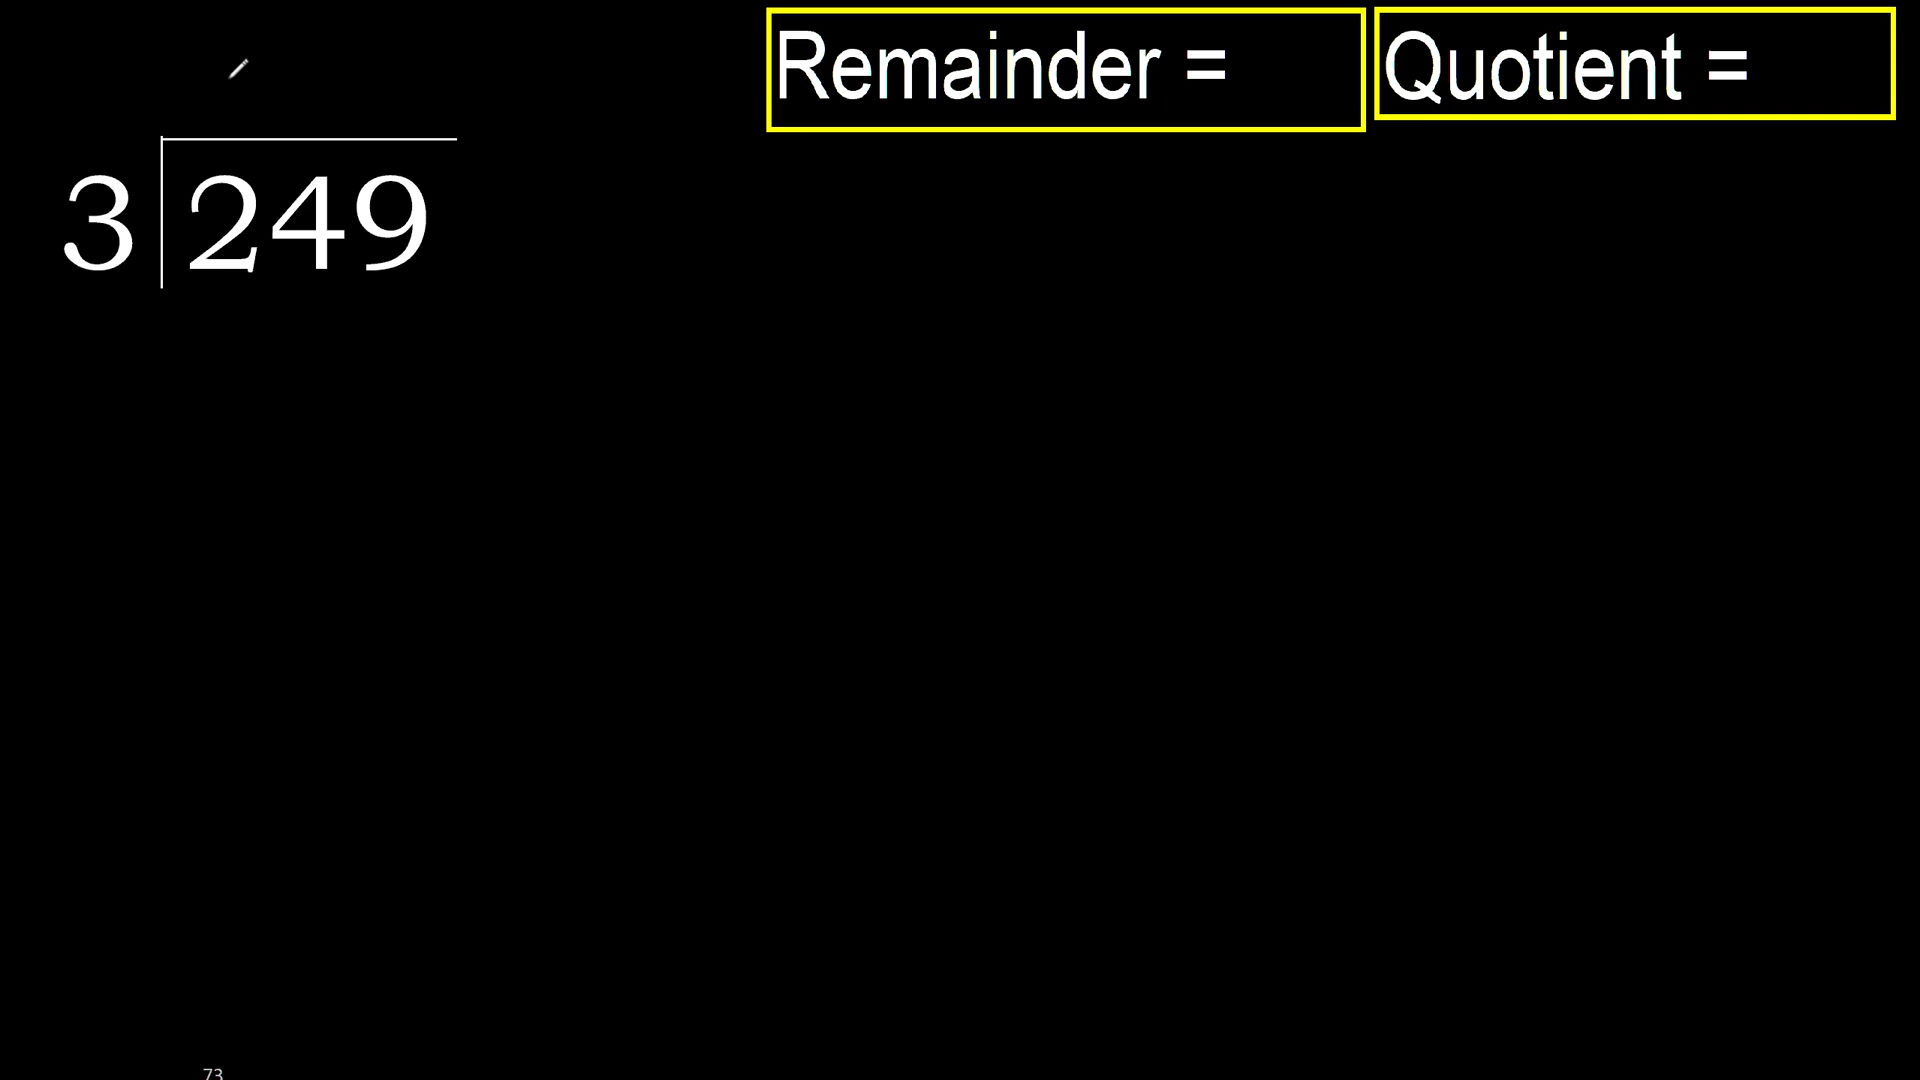 Remainder = Quotient =
3 249
73